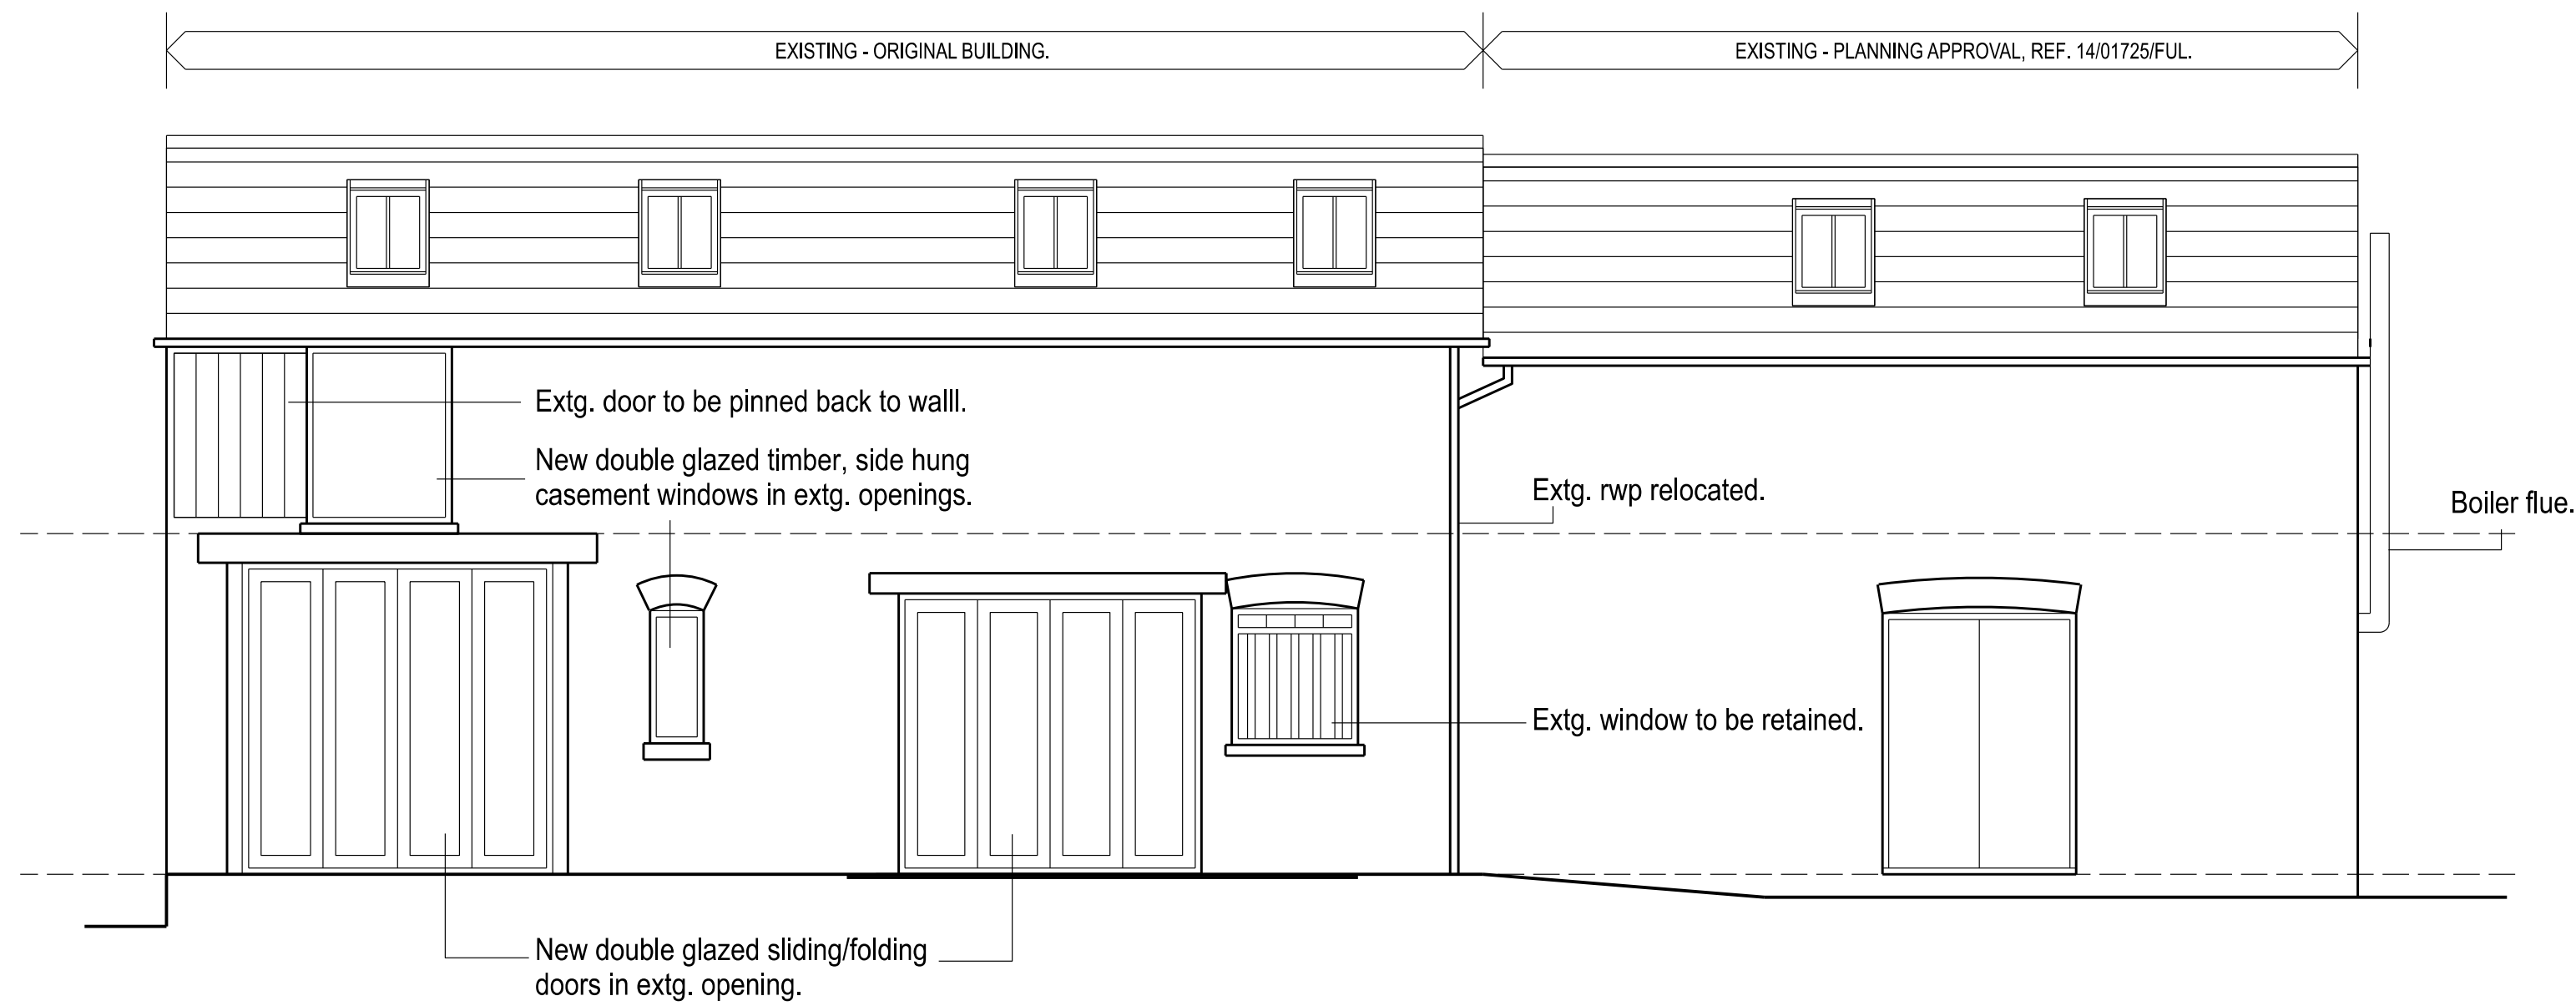 EXISTING - ORIGINAL BUILDING.
EXISTING - PLANNING APPROVAL, REF. 14/01725/FUL.
Extg. door to be pinned back to walll.
New double glazed timber, side hung
casement windows in extg. openings.
Extg. rwp relocated.
Boiler flue.
Extg. window to be retained.
New double glazed sliding/folding
doors in extg. opening.